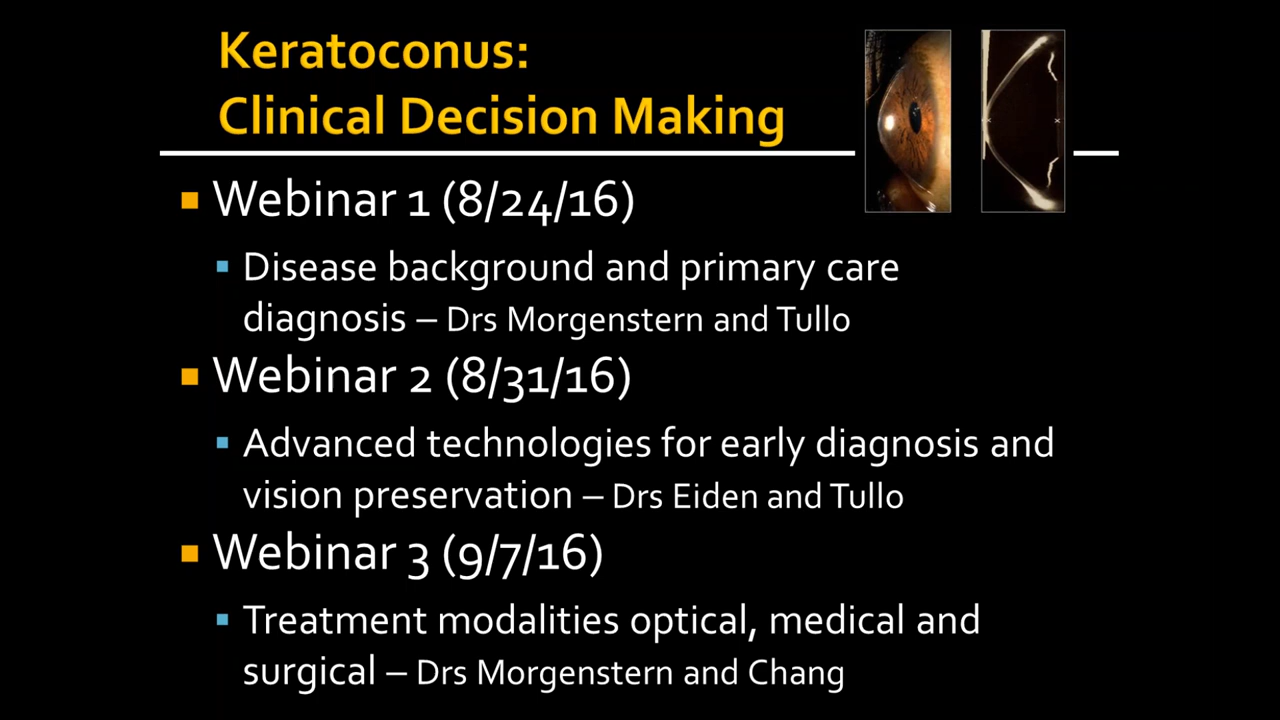 Keratoconus:
Clinical Decision Making
Webinar 1 (8/24/16)
Disease background and primary care
diagnosis – Drs Morgenstern and Tullo
Webinar 2 (8/31/16)
Advanced technologies for early diagnosis and
vision preservation – Drs Eiden and Tullo
Webinar 3 (9/7/16)
Treatment modalities optical, medical and
surgical – Drs Morgenstern and Chang